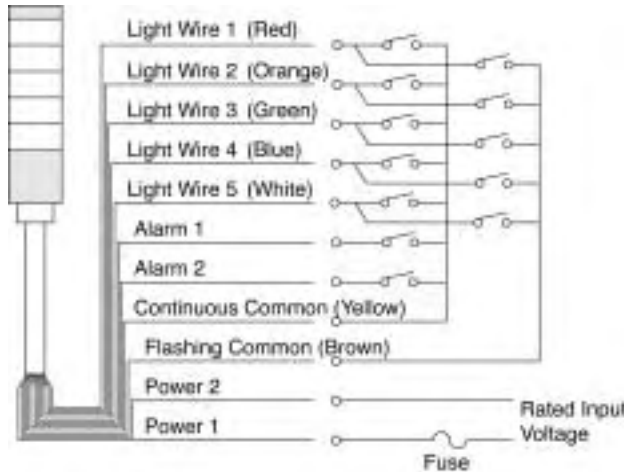 Light Wire 1 (Red)
Light Wire 2 (Orange)
Light Wire 3 (Green)
Light Wire 4 (Blue)
Light Wire 5 (White)
Alarm 1
Alarm 2
Continuous Common (Yellow)
Flashing Common (Brown)
Power 2
Power 1
Rated Input
Voltage
Fuse